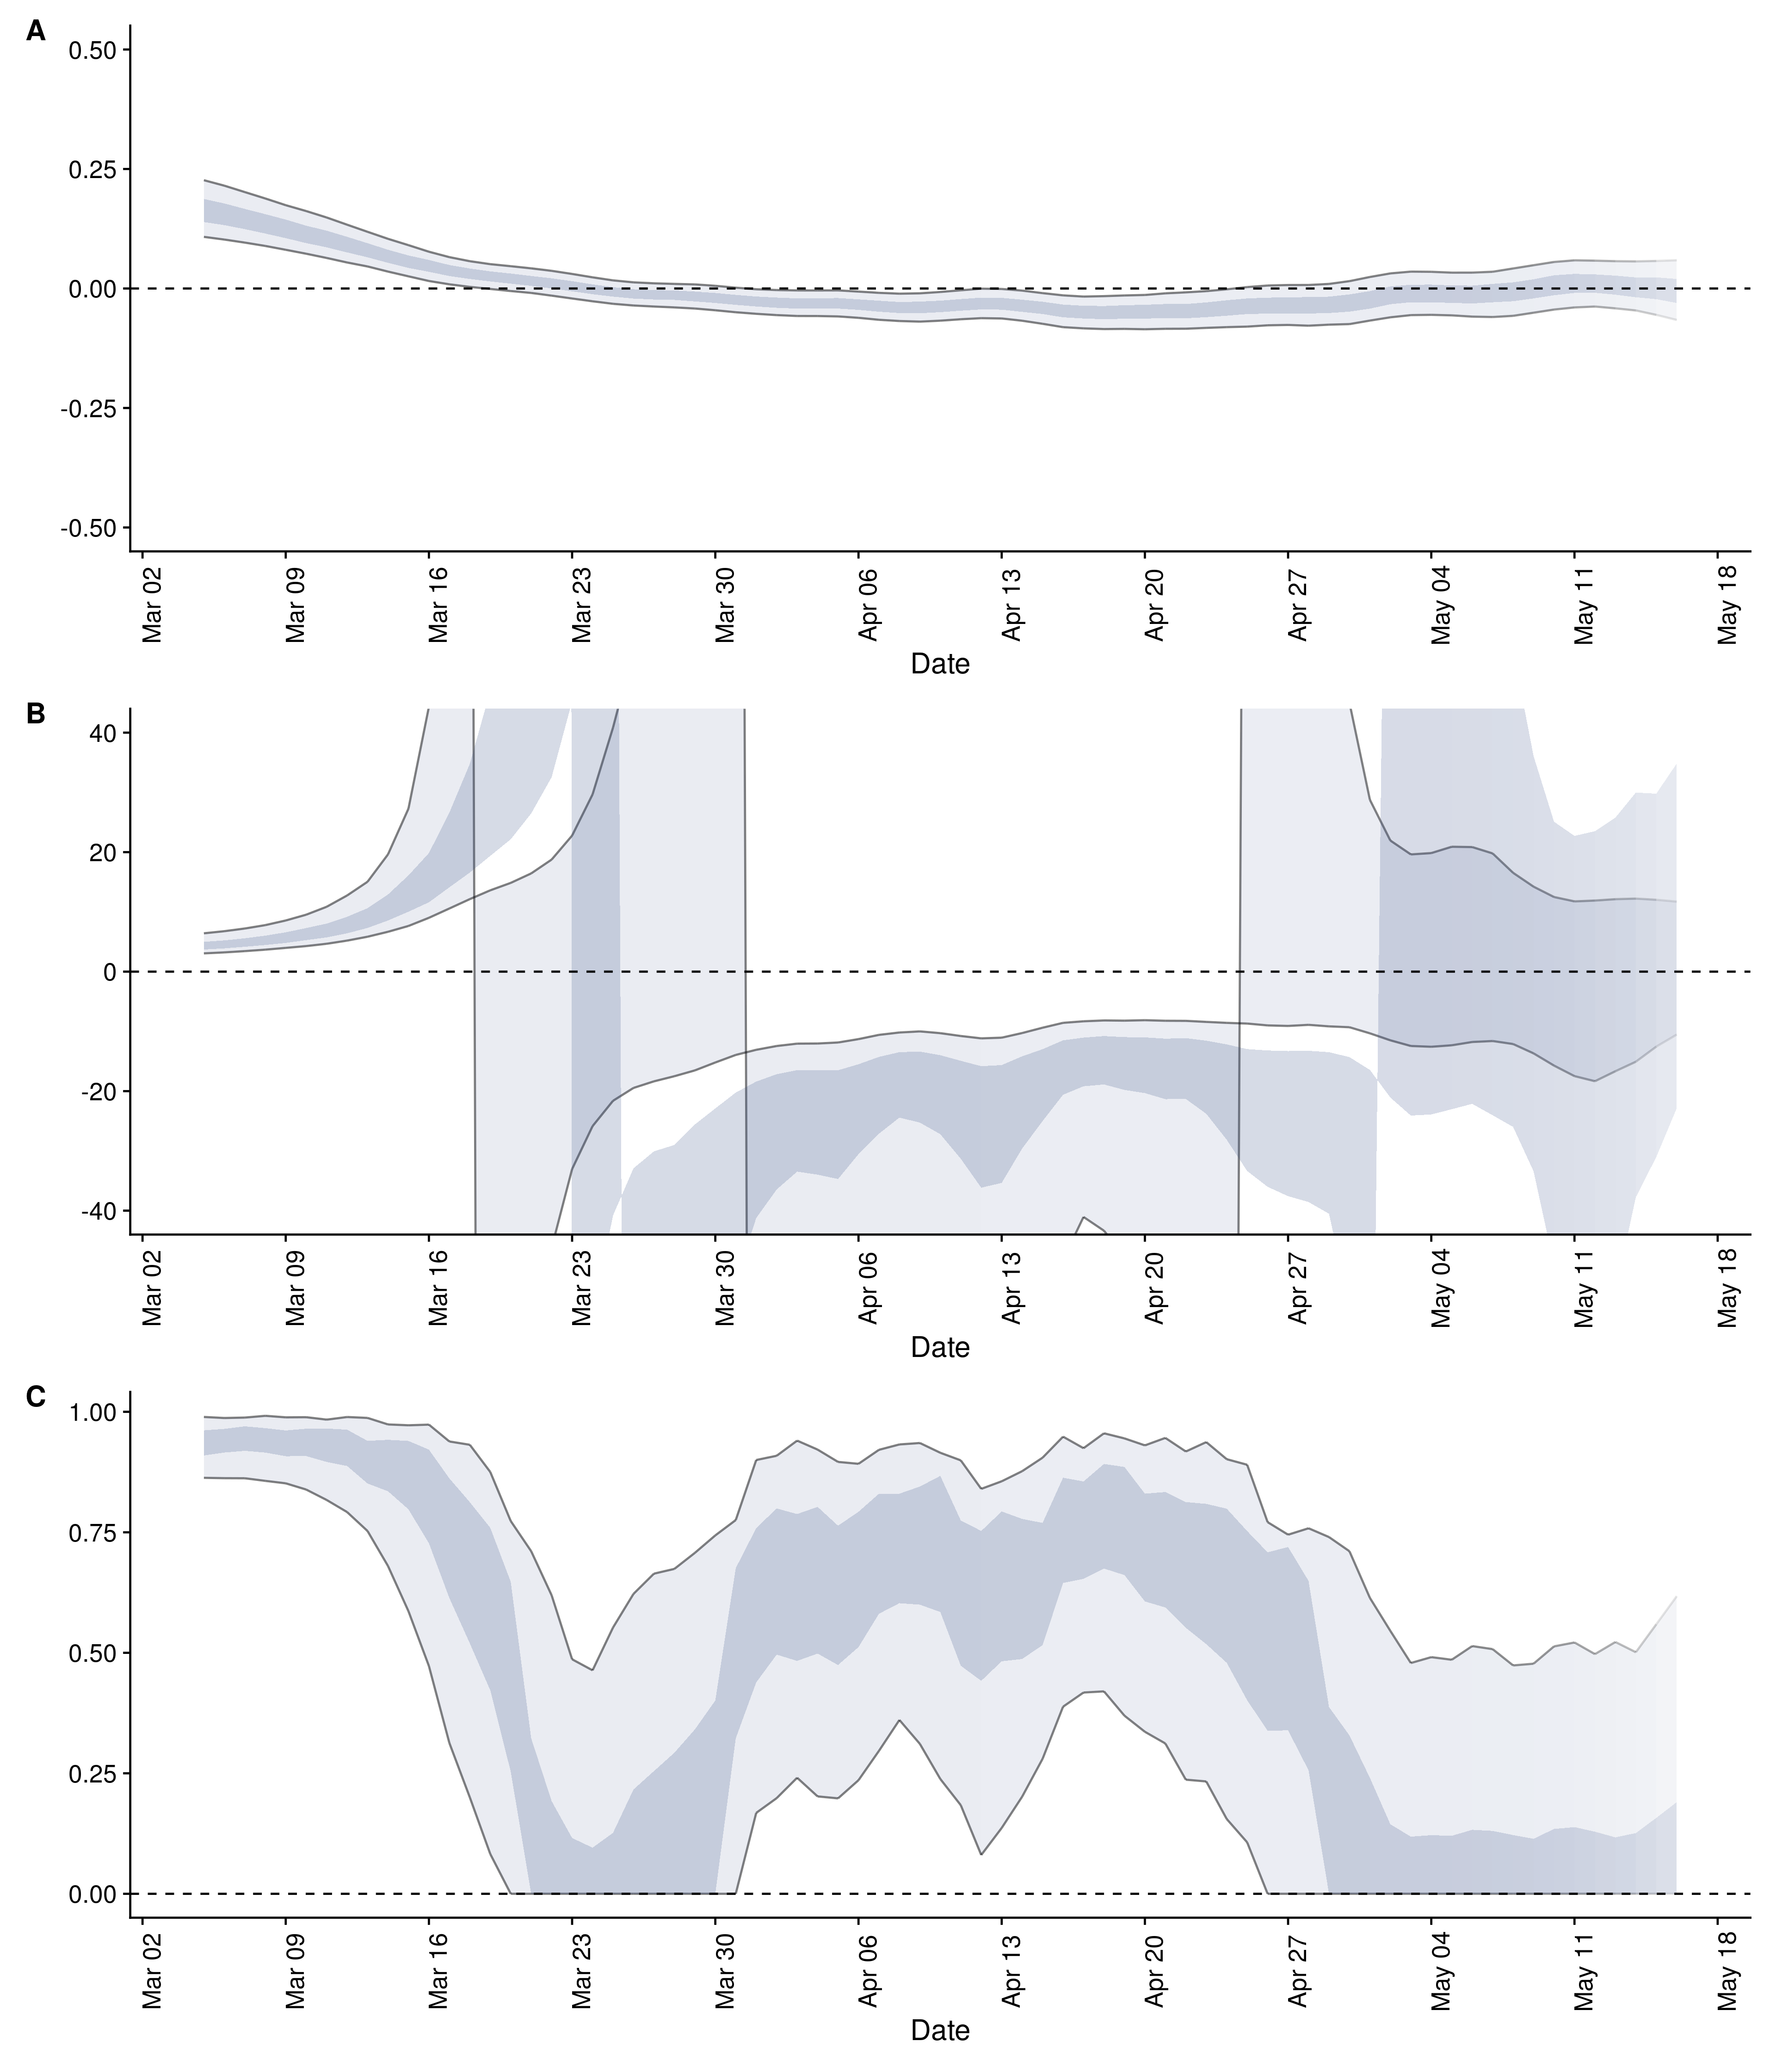 A
0.50
0.25
0.00
-0.25
-0.50
Mar 02
Mar 09
Mar 16
Mar 23
Mar 30
Apr 06
Apr 13
Apr 20
Apr 27
May 04
May 11
May 18
Date
B
40
20
0
-20
-40
Mar 02
Mar 09
Mar 16
Mar 23
Mar 30
Apr 06
Apr 13
Apr 20
Apr 27
May 04
May 11
May 18
Date
C
1.00
0.75
0.50
0.25
0.00
Mar 02
Mar 09
Mar 16
Mar 23
Mar 30
Apr 06
Apr 13
Apr 20
Apr 27
May 04
May 11
May 18
Date